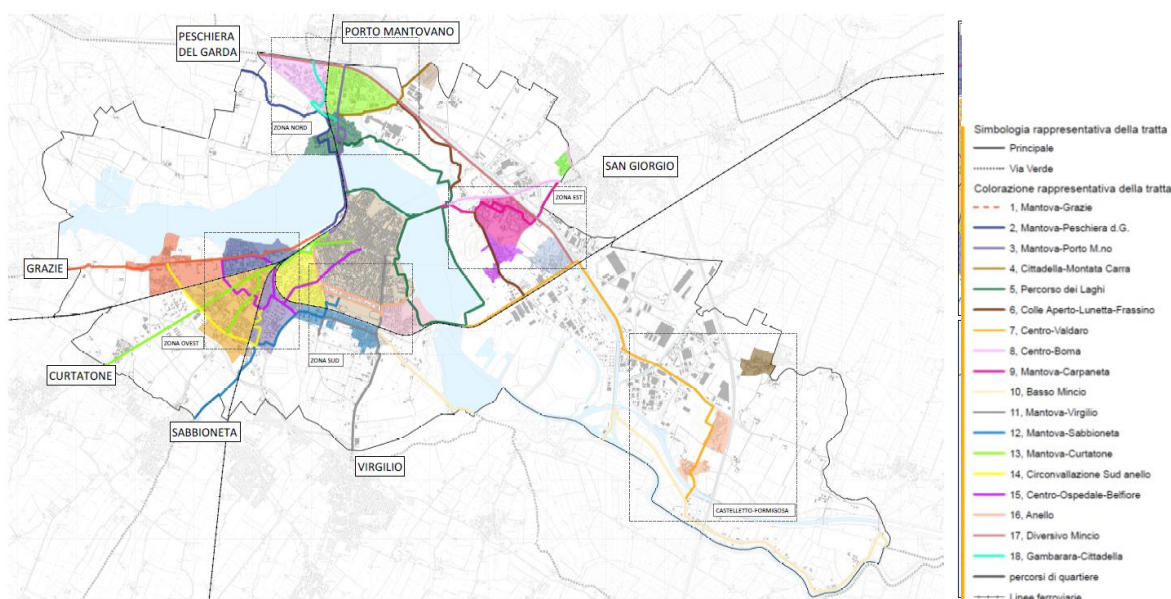 PESCHIERA
DEL GARDA
PORTO MANTOVANO
ZONA NORD
SAN GIORGIO
ZONA EST
GRAZIE
ZONA OVEST
ZONA SUD
CURTATONE
SABBIONETA
VIRGILIO
CASTELLETTO-FORMIGOSA
Simbologia rappresentativa della tratta
Principale
Via Verde
Colorazione rappresentativa della tratta
1, Mantova-Grazie
2, Mantova-Peschiera d.G.
3, Mantova-Porto M.no
4, Cittadella-Montata Carra
5, Percorso dei Laghi
6, Colle Aperto-Lunetta-Frassino
7, Centro-Valdaro
8, Centro-Borna
9, Mantova-Carpaneta
10, Basso Mincio
11, Mantova-Virgilio
12, Mantova-Sabbioneta
13, Mantova-Curtatone
14, Circonvallazione Sud anello
15, Centro-Ospedale-Belfiore
16, Anello
17, Diversivo Mincio
18, Gambarara-Cittadella
percorsi di quartiere
Linee ferroviarie